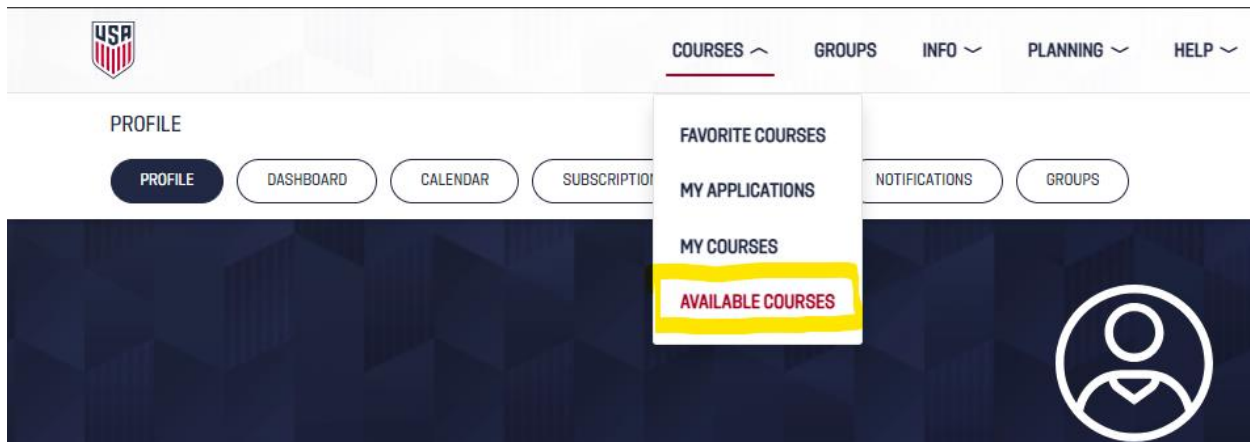 USA
COURSES GROUPS INFO PLANNING HELP
PROFILE
FAVORITE COURSES
PROFILE DASHBOARD CALENDAR SUBSCRIPTIO NOTIFICATIONS GROUPS
MY APPLICATIONS
MY COURSES
AVAILABLE COURSES